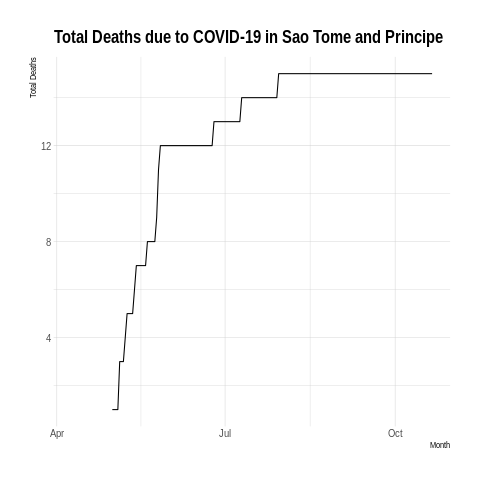 Total Deaths due to COVID-19 in Sao Tome and Principe
Total Deaths
12
8
4
Apr
Jul
Oct
Month